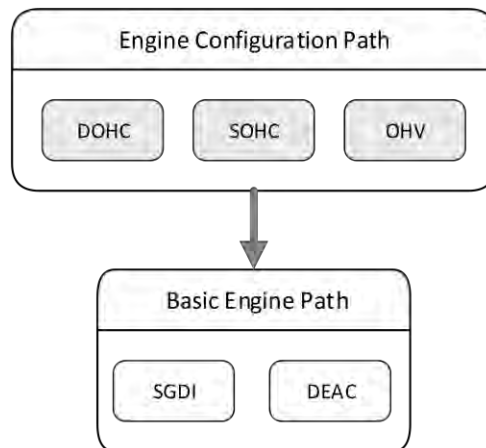 Engine Configuration Path
DOHC SOHC OHV
Basic Engine Path
SGDI DEAC